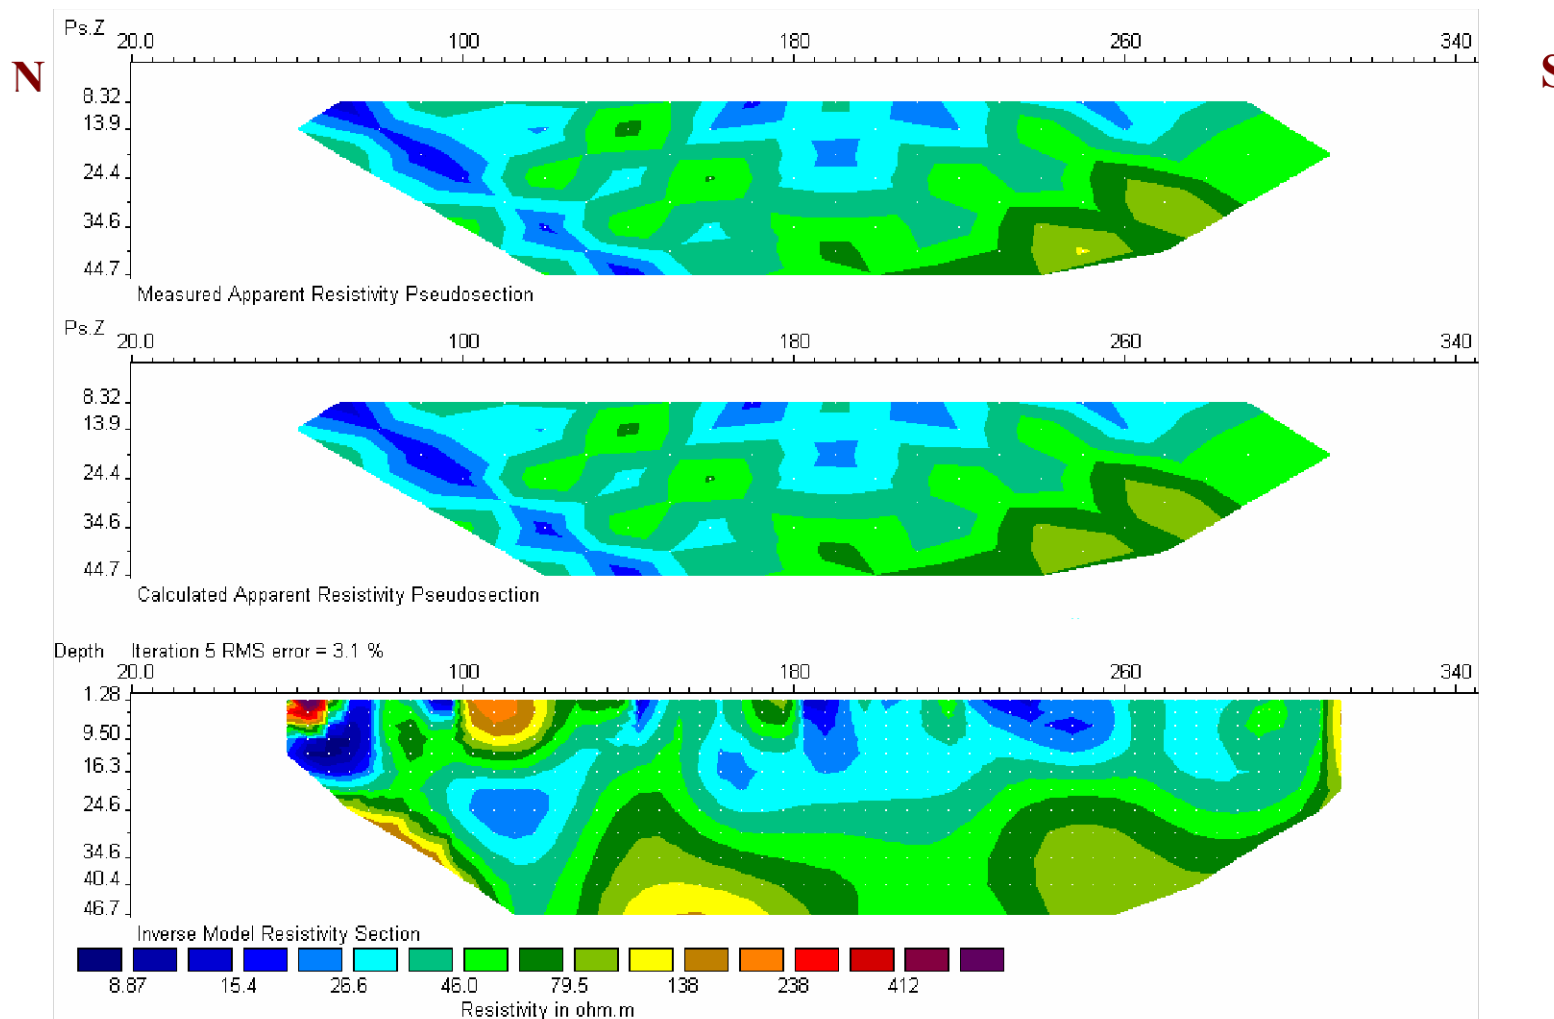 Ps.Z
20.0 100 180 260 340
N
S
8.32
13.9
24.4
34.6
44.7
Measured Apparent Resistivity Pseudosection
Ps.Z
20.0 100 180 260 340
8.32
13.9
24.4
34.6
44.7
Calculated Apparent Resistivity Pseudosection
Depth Iteration 5 RMS error = 3.1 %
20.0 100 180 260 340
1.28
9.50
16.3
24.6
34.6
40.4
46.7
Inverse Model Resistivity Section
8.87 15.4 26.6 46.0 79.5 138 238 412
Resistivity in ohm.m